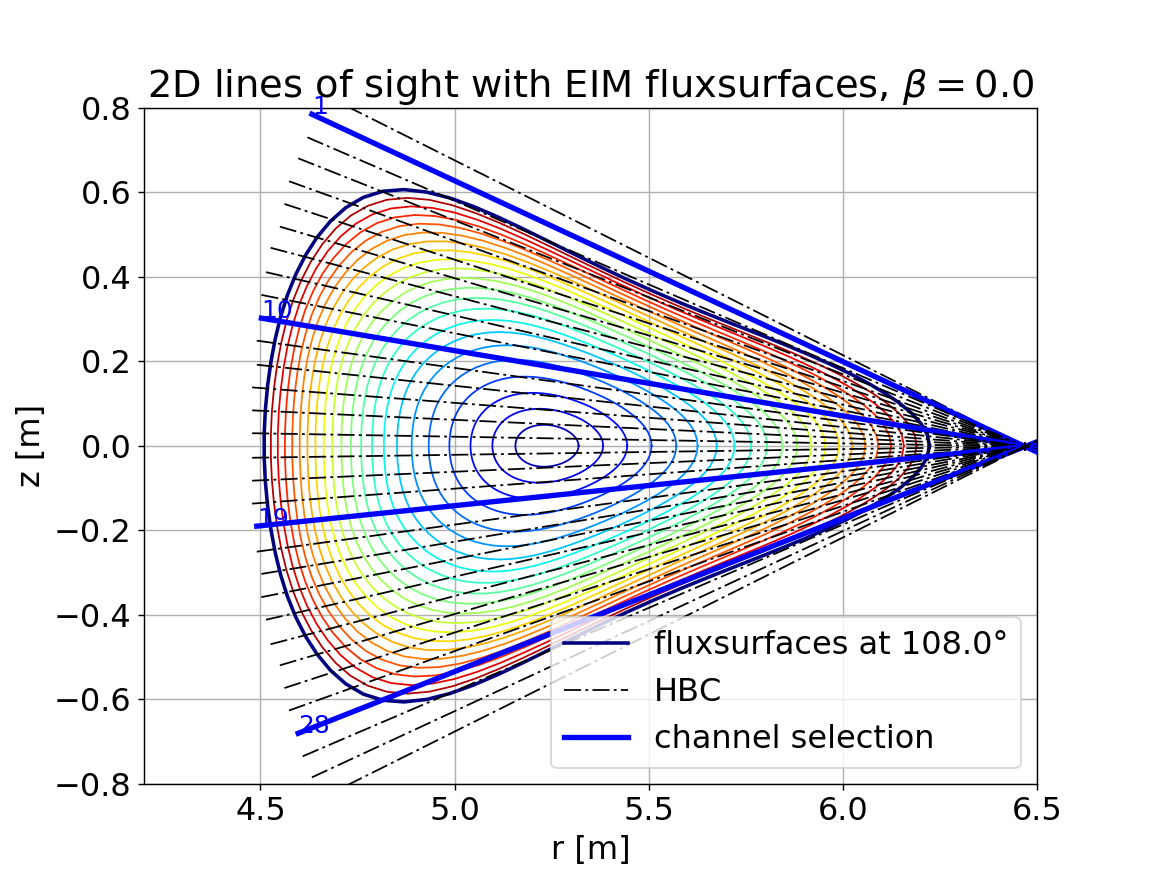 2D lines of sight with EIM fluxsurfaces, β = 0.0
0.8
0.6
0.4
0.2
0.0
−0.2
−0.4
−0.6
−0.8
z [m]
1
10
19
28
fluxsurfaces at 108.0°
HBC
channel selection
4.5 5.0 5.5 6.0 6.5
r [m]